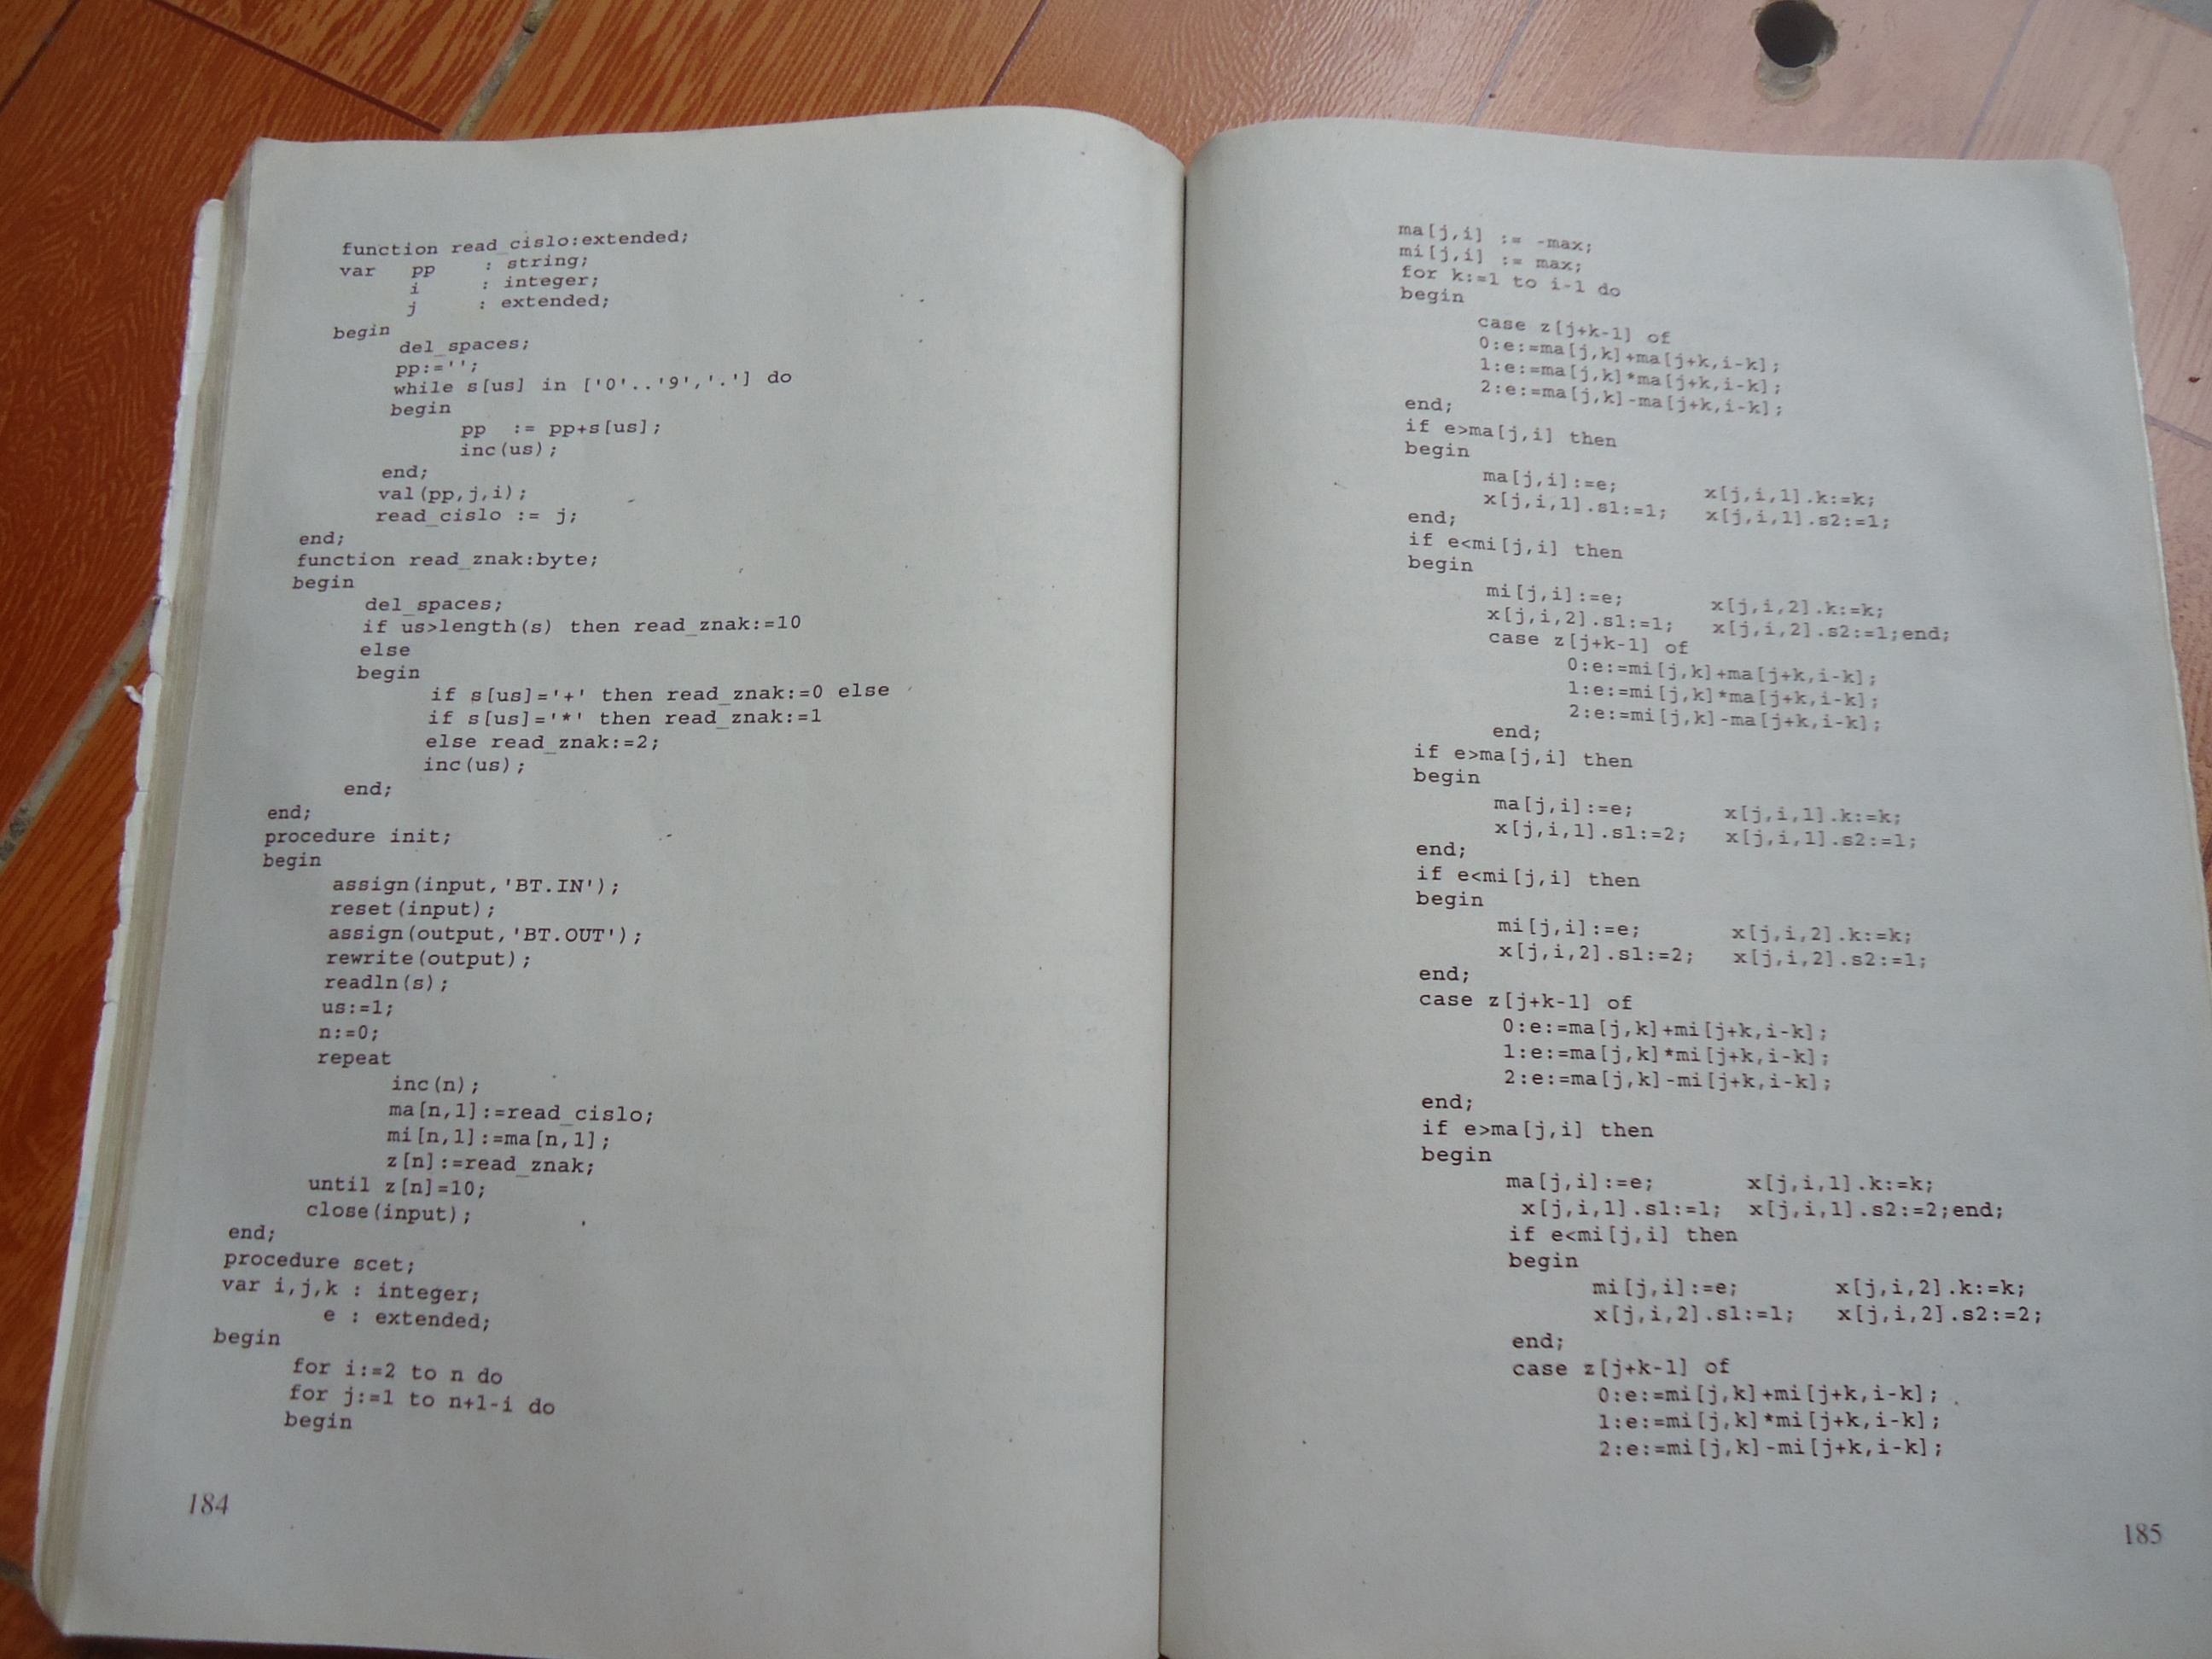 function read_cislo:extended;
var pp : string;
i : integer;
j : extended;
begin
del_spaces;
pp:='';
while s[us] in ['0'..'9','.'] do
begin
pp := pp+s[us];
inc(us);
end;
val(pp,j,i);
read_cislo := j;
end;
function read_znak:byte;
begin
del_spaces;
if us>length(s) then read_znak:=10
else
begin
if s[us]='+' then read_znak:=0 else
if s[us]='*' then read_znak:=1
else read_znak:=2;
inc(us);
end;
end;
procedure init;
begin
assign(input,'BT.IN');
reset(input);
assign(output,'BT.OUT');
rewrite(output);
readln(s);
us:=1;
n:=0;
repeat
inc(n);
ma[n,1]:=read_cislo;
mi[n,1]:=ma[n,1];
z[n]:=read_znak;
until z[n]=10;
close(input);
end;
procedure scet;
var i,j,k : integer;
e : extended;
begin
for i:=2 to n do
for j:=1 to n+1-i do
begin
184
ma[j,i] := -max;
mi[j,i] := max;
for k:=1 to i-1 do
begin
case z[j+k-1] of
0:e:=ma[j,k]+ma[j+k,i-k];
1:e:=ma[j,k]*ma[j+k,i-k];
2:e:=ma[j,k]-ma[j+k,i-k];
end;
if e>ma[j,i] then
begin
ma[j,i]:=e; x[j,i,1].k:=k;
x[j,i,1].s1:=1; x[j,i,1].s2:=1;
end;
if e<mi[j,i] then
begin
mi[j,i]:=e; x[j,i,2].k:=k;
x[j,i,2].s1:=1; x[j,i,2].s2:=1;end;
case z[j+k-1] of
0:e:=mi[j,k]+ma[j+k,i-k];
1:e:=mi[j,k]*ma[j+k,i-k];
2:e:=mi[j,k]-ma[j+k,i-k];
end;
if e>ma[j,i] then
begin
ma[j,i]:=e; x[j,i,1].k:=k;
x[j,i,1].s1:=2; x[j,i,1].s2:=1;
end;
if e<mi[j,i] then
begin
mi[j,i]:=e; x[j,i,2].k:=k;
x[j,i,2].s1:=2; x[j,i,2].s2:=1;
end;
case z[j+k-1] of
0:e:=ma[j,k]+mi[j+k,i-k];
1:e:=ma[j,k]*mi[j+k,i-k];
2:e:=ma[j,k]-mi[j+k,i-k];
end;
if e>ma[j,i] then
begin
ma[j,i]:=e; x[j,i,1].k:=k;
x[j,i,1].s1:=1; x[j,i,1].s2:=2;end;
if e<mi[j,i] then
begin
mi[j,i]:=e; x[j,i,2].k:=k;
x[j,i,2].s1:=1; x[j,i,2].s2:=2;
end;
case z[j+k-1] of
0:e:=mi[j,k]+mi[j+k,i-k];
1:e:=mi[j,k]*mi[j+k,i-k];
2:e:=mi[j,k]-mi[j+k,i-k];
185